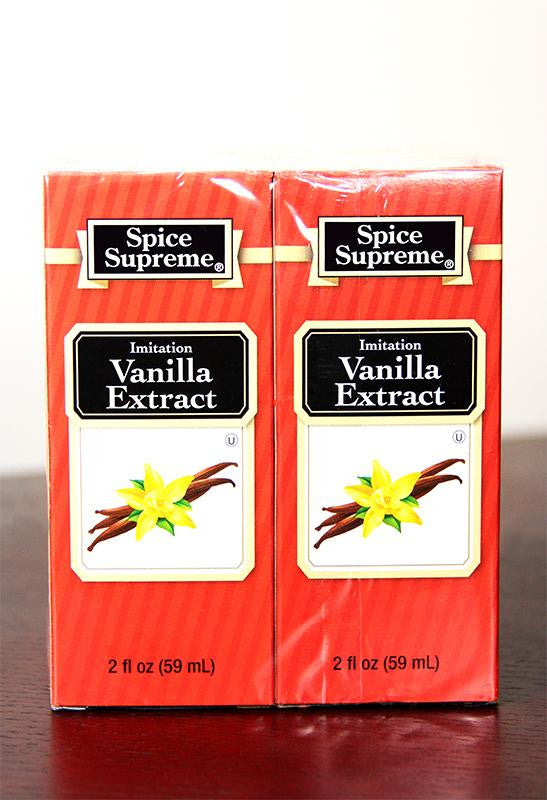 Spice
Supreme®
Imitation
Vanilla
Extract
U
2 fl oz (59 mL)
Spice
Supreme®
Imitation
Vanilla
Extract
U
2 fl oz (59 mL)